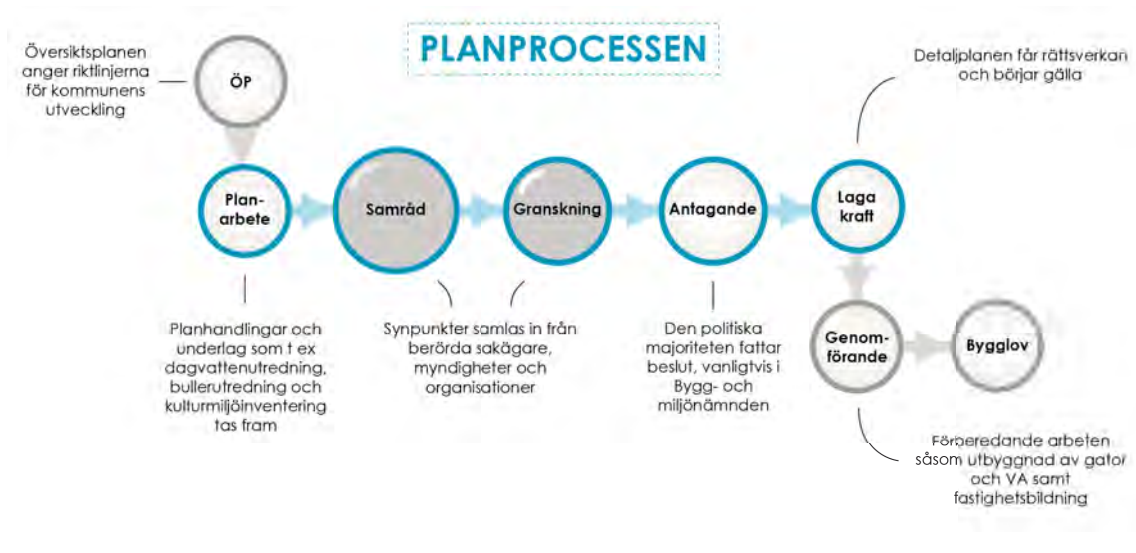 PLANPROCESSEN
Översiktsplanen
anger riktlinjerna
för kommunens
utveckling
ÖP
Detaljplanen får rättsverkan
och börjar gälla
Plan-
arbete
Samråd
Granskning
Antagande
Laga
kraft
Planhandlingar och
underlag som t ex
dagvattenutredning,
bullerutredning och
kulturmiljöinventering
tas fram
Synpunkter samlas in från
berörda sakägare,
myndigheter och
organisationer
Den politiska
majoriteten fattar
beslut, vanligtvis i
Bygg- och
miljönämnden
Genom-
förande
Bygglov
Förberedande arbeten
såsom utbyggnad av gator
och VA samt
fastighetsbildning